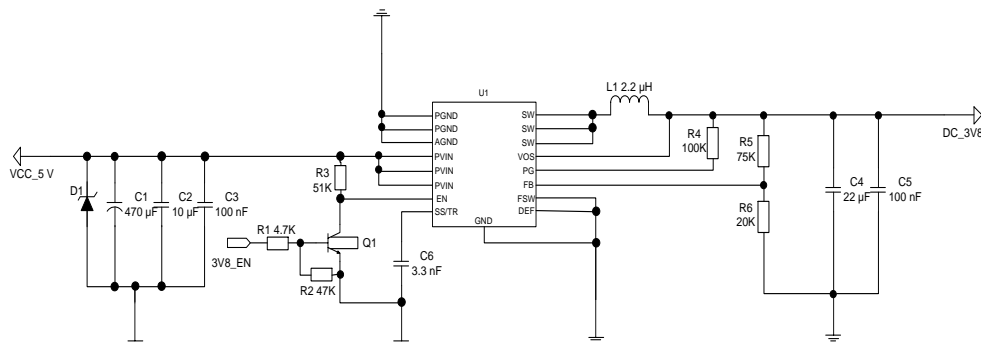 L1 2.2 µH
U1
PGND
PGND
AGND
PVIN
PVIN
PVIN
EN
SS/TR
GND
SW
SW
SW
VOS
PG
FB
FSW
DEF
VCC_5 V
D1
C1
470 µF
C2
10 µF
C3
100 nF
R3
51K
R1 4.7K
3V8_EN
R2 47K
Q1
C6
3.3 nF
R4
100K
R5
75K
R6
20K
C4
22 µF
C5
100 nF
DC_3V8